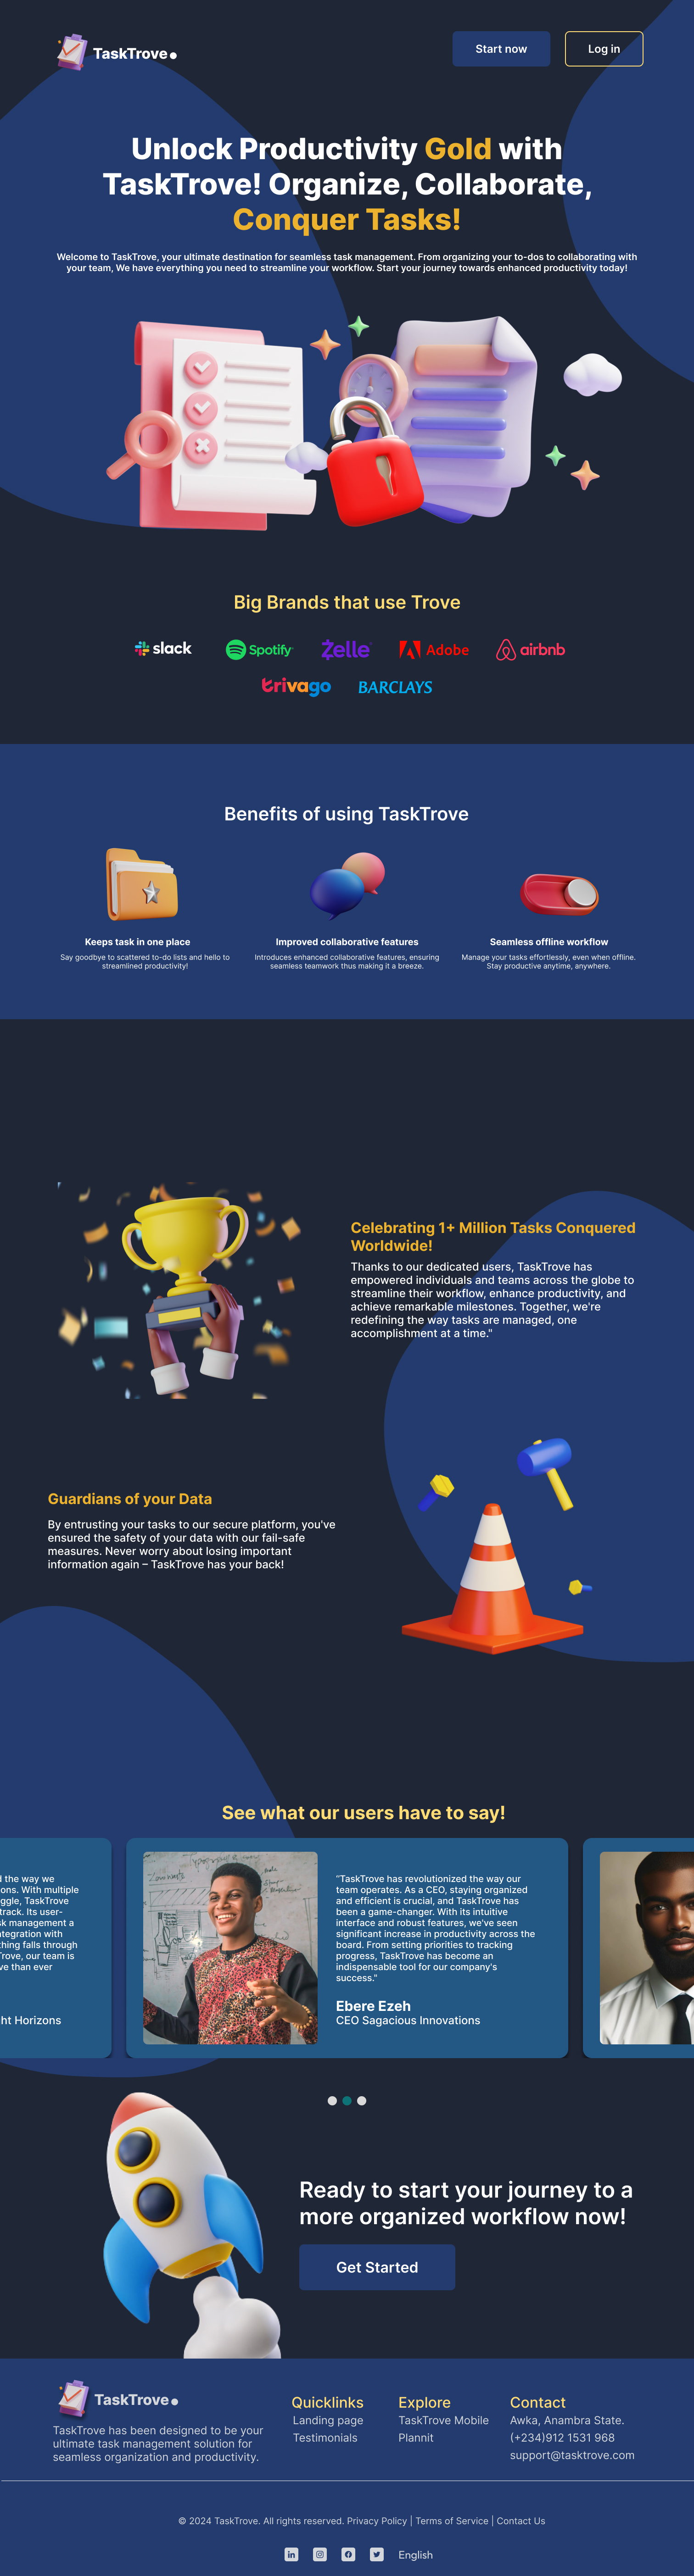 TaskTrove
Start now
Log in
Unlock Productivity Gold with
TaskTrove! Organize, Collaborate,
Conquer Tasks!
Welcome to TaskTrove, your ultimate destination for seamless task management. From organizing your to-dos to collaborating with
your team, We have everything you need to streamline your workflow. Start your journey towards enhanced productivity today!
Big Brands that use Trove
slack
Spotify
Zelle
Adobe
airbnb
trivago
BARCLAYS
Benefits of using TaskTrove
Keeps task in one place
Say goodbye to scattered to-do lists and hello to
streamlined productivity!
Improved collaborative features
Introduces enhanced collaborative features, ensuring
seamless teamwork thus making it a breeze.
Seamless offline workflow
Manage your tasks effortlessly, even when offline.
Stay productive anytime, anywhere.
Celebrating 1+ Million Tasks Conquered
Worldwide!
Thanks to our dedicated users, TaskTrove has
empowered individuals and teams across the globe to
streamline their workflow, enhance productivity, and
achieve remarkable milestones. Together, we're
redefining the way tasks are managed, one
accomplishment at a time."
Guardians of your Data
By entrusting your tasks to our secure platform, you've
ensured the safety of your data with our fail-safe
measures. Never worry about losing important
information again – TaskTrove has your back!
See what our users have to say!
the way we
ons. With multiple
ggle, TaskTrove
track. Its user-
sk management a
ntegration with
thing falls through
Trove, our team is
ve than ever
ht Horizons
"TaskTrove has revolutionized the way our
team operates. As a CEO, staying organized
and efficient is crucial, and TaskTrove has
been a game-changer. With its intuitive
interface and robust features, we've seen
significant increase in productivity across the
board. From setting priorities to tracking
progress, TaskTrove has become an
indispensable tool for our company's
success."
Ebere Ezeh
CEO Sagacious Innovations
Ready to start your journey to a
more organized workflow now!
Get Started
TaskTrove
TaskTrove has been designed to be your
ultimate task management solution for
seamless organization and productivity.
Quicklinks
Landing page
Testimonials
Explore
TaskTrove Mobile
Plannit
Contact
Awka, Anambra State.
(+234)912 1531 968
support@tasktrove.com
© 2024 TaskTrove. All rights reserved. Privacy Policy | Terms of Service | Contact Us
English